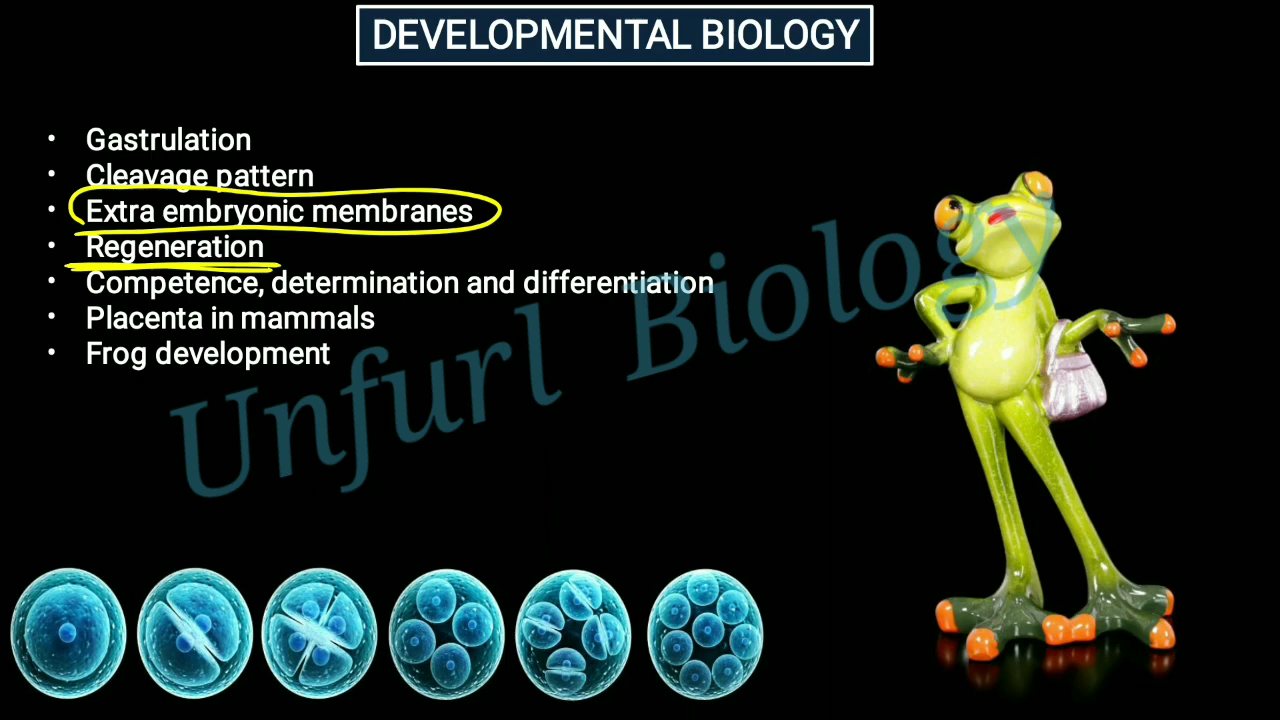 DEVELOPMENTAL BIOLOGY
• Gastrulation
• Cleavage pattern
• Extra embryonic membranes
• Regeneration
• Competence, determination and differentiation
• Placenta in mammals
• Frog development
Unfurl Biology